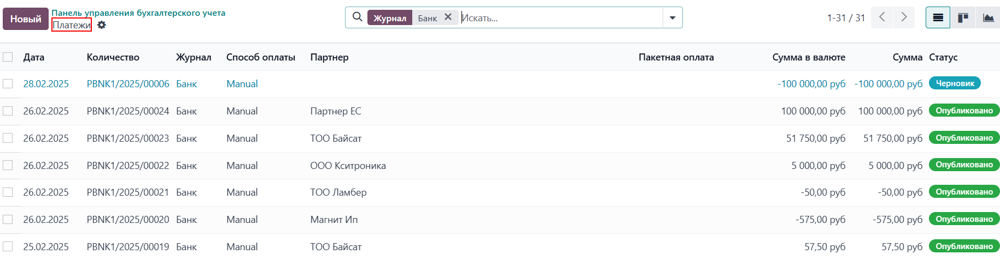 Новый
Панель управления бухгалтерского учета
Платежи
Журнал Банк Искать...
1-31 / 31
Дата Количество Журнал Способ оплаты Партнер Пакетная оплата Сумма в валюте Сумма Статус
28.02.2025 PBNK1/2025/00006 Банк Manual -100 000,00 руб -100 000,00 руб Черновик
26.02.2025 PBNK1/2025/00024 Банк Manual Партнер ЕС 100 000,00 руб 100 000,00 руб Опубликовано
26.02.2025 PBNK1/2025/00023 Банк Manual ТОО Байсат 51 750,00 руб 51 750,00 руб Опубликовано
26.02.2025 PBNK1/2025/00022 Банк Manual ООО Кситроника 5 000,00 руб 5 000,00 руб Опубликовано
26.02.2025 PBNK1/2025/00021 Банк Manual ТОО Ламбер -50,00 руб -50,00 руб Опубликовано
26.02.2025 PBNK1/2025/00020 Банк Manual Магнит Ип -575,00 руб -575,00 руб Опубликовано
25.02.2025 PBNK1/2025/00019 Банк Manual ТОО Байсат 57,50 руб 57,50 руб Опубликовано